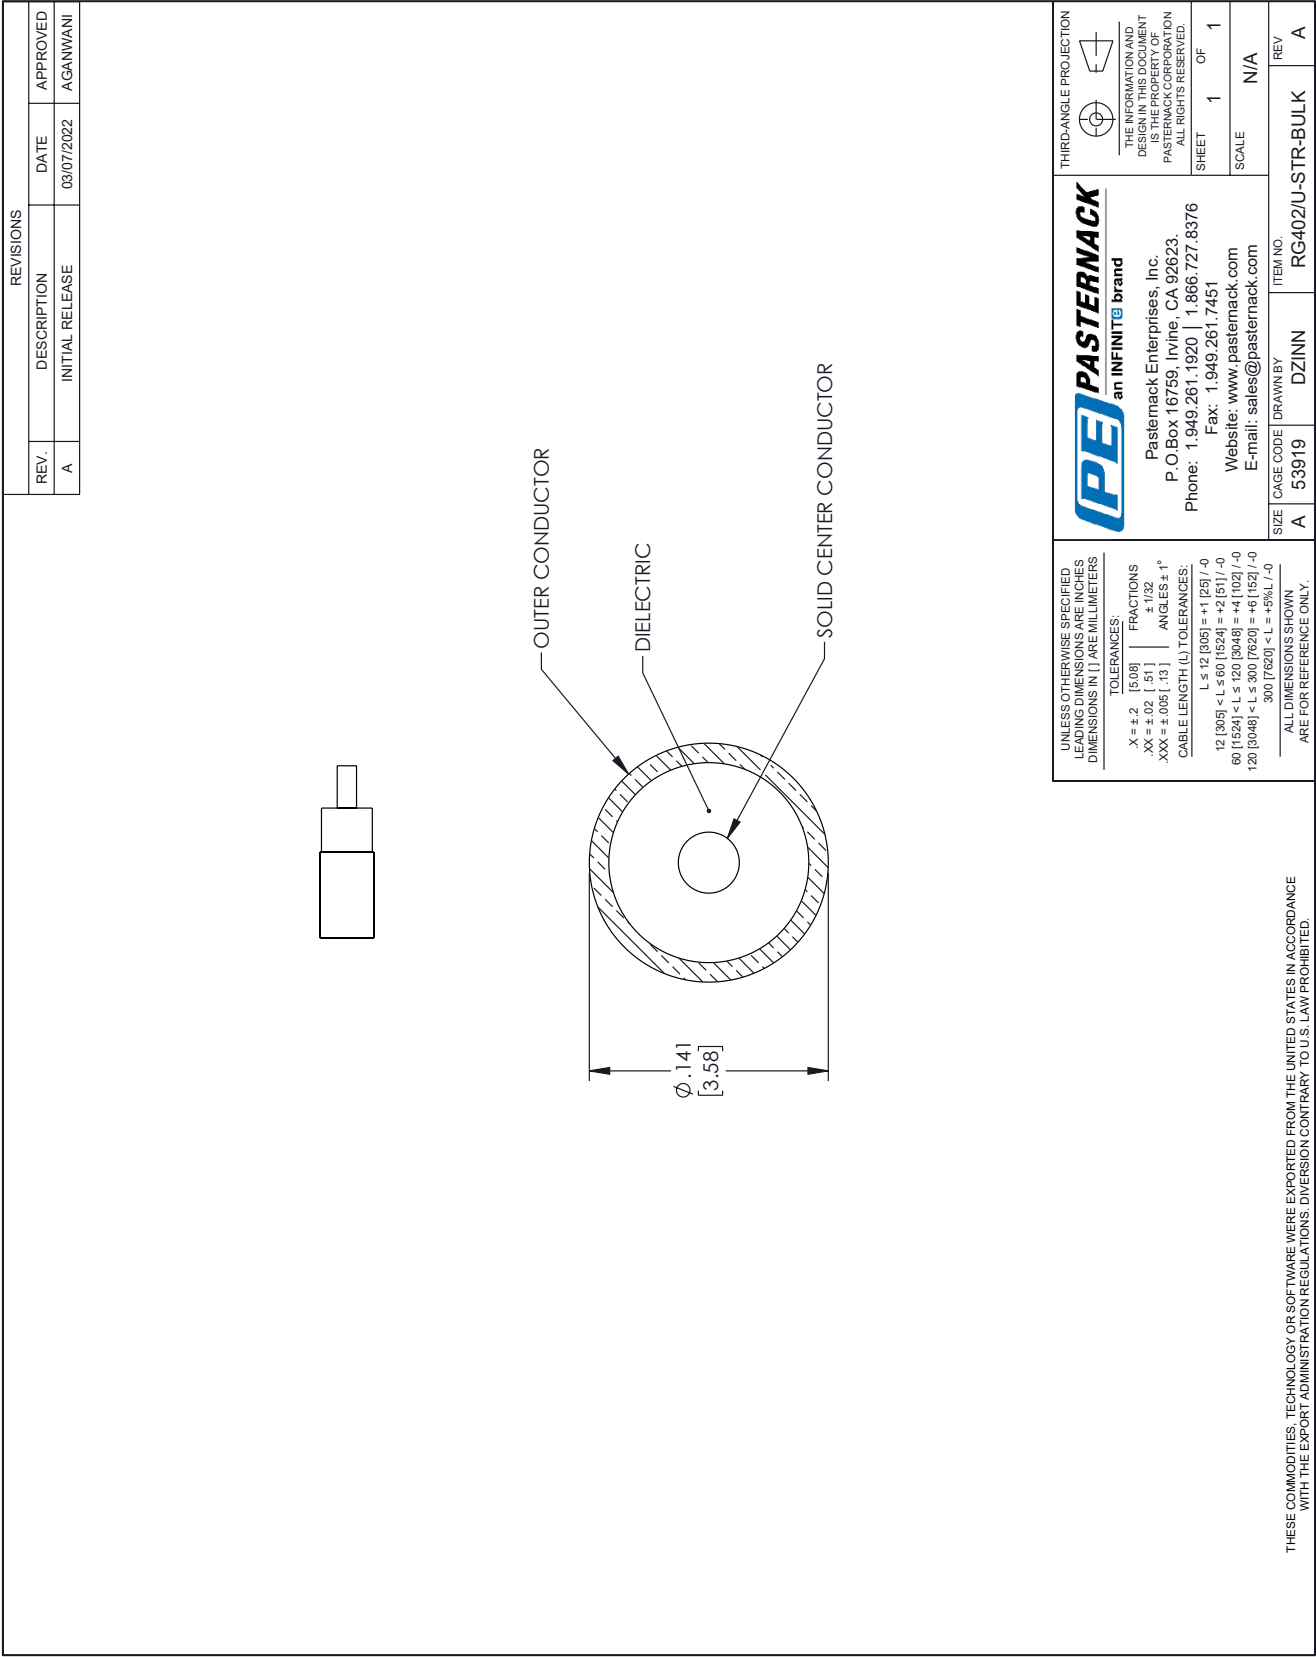 REVISIONS
REV. DESCRIPTION DATE APPROVED
A INITIAL RELEASE 03/07/2022 AGANWANI
OUTER CONDUCTOR
DIELECTRIC
SOLID CENTER CONDUCTOR
Ø.141
[3.58]
UNLESS OTHERWISE SPECIFIED
LEADING DIMENSIONS ARE INCHES
DIMENSIONS IN [ ] ARE MILLIMETERS
TOLERANCES:
.X = ± .2 [5.08] FRACTIONS
.XX = ± .02 [ .51 ] ± 1/32
.XXX = ± .005 [ .13 ] ANGLES ± 1°
CABLE LENGTH (L) TOLERANCES:
L ≤ 12 [305] = +1 [25] / -0
12 [305] < L ≤ 60 [1524] = +2 [51] / -0
60 [1524] < L ≤ 120 [3048] = +4 [102] / -0
120 [3048] < L ≤ 300 [7620] = +6 [152] / -0
300 [7620] < L = +5%L / -0
ALL DIMENSIONS SHOWN
ARE FOR REFERENCE ONLY.
PE PASTERNACK
an INFINITe brand
Pasternack Enterprises, Inc.
P.O.Box 16759, Irvine, CA 92623.
Phone: 1.949.261.1920 | 1.866.727.8376
Fax: 1.949.261.7451
Website: www.pasternack.com
E-mail: sales@pasternack.com
THIRD-ANGLE PROJECTION
THE INFORMATION AND
DESIGN IN THIS DOCUMENT
IS THE PROPERTY OF
PASTERNACK CORPORATION
ALL RIGHTS RESERVED.
SHEET 1 OF 1
SCALE N/A
SIZE A
CAGE CODE 53919
DRAWN BY DZINN
ITEM NO. RG402/U-STR-BULK
REV A
THESE COMMODITIES, TECHNOLOGY OR SOFTWARE WERE EXPORTED FROM THE UNITED STATES IN ACCORDANCE
WITH THE EXPORT ADMINISTRATION REGULATIONS. DIVERSION CONTRARY TO U.S. LAW PROHIBITED.